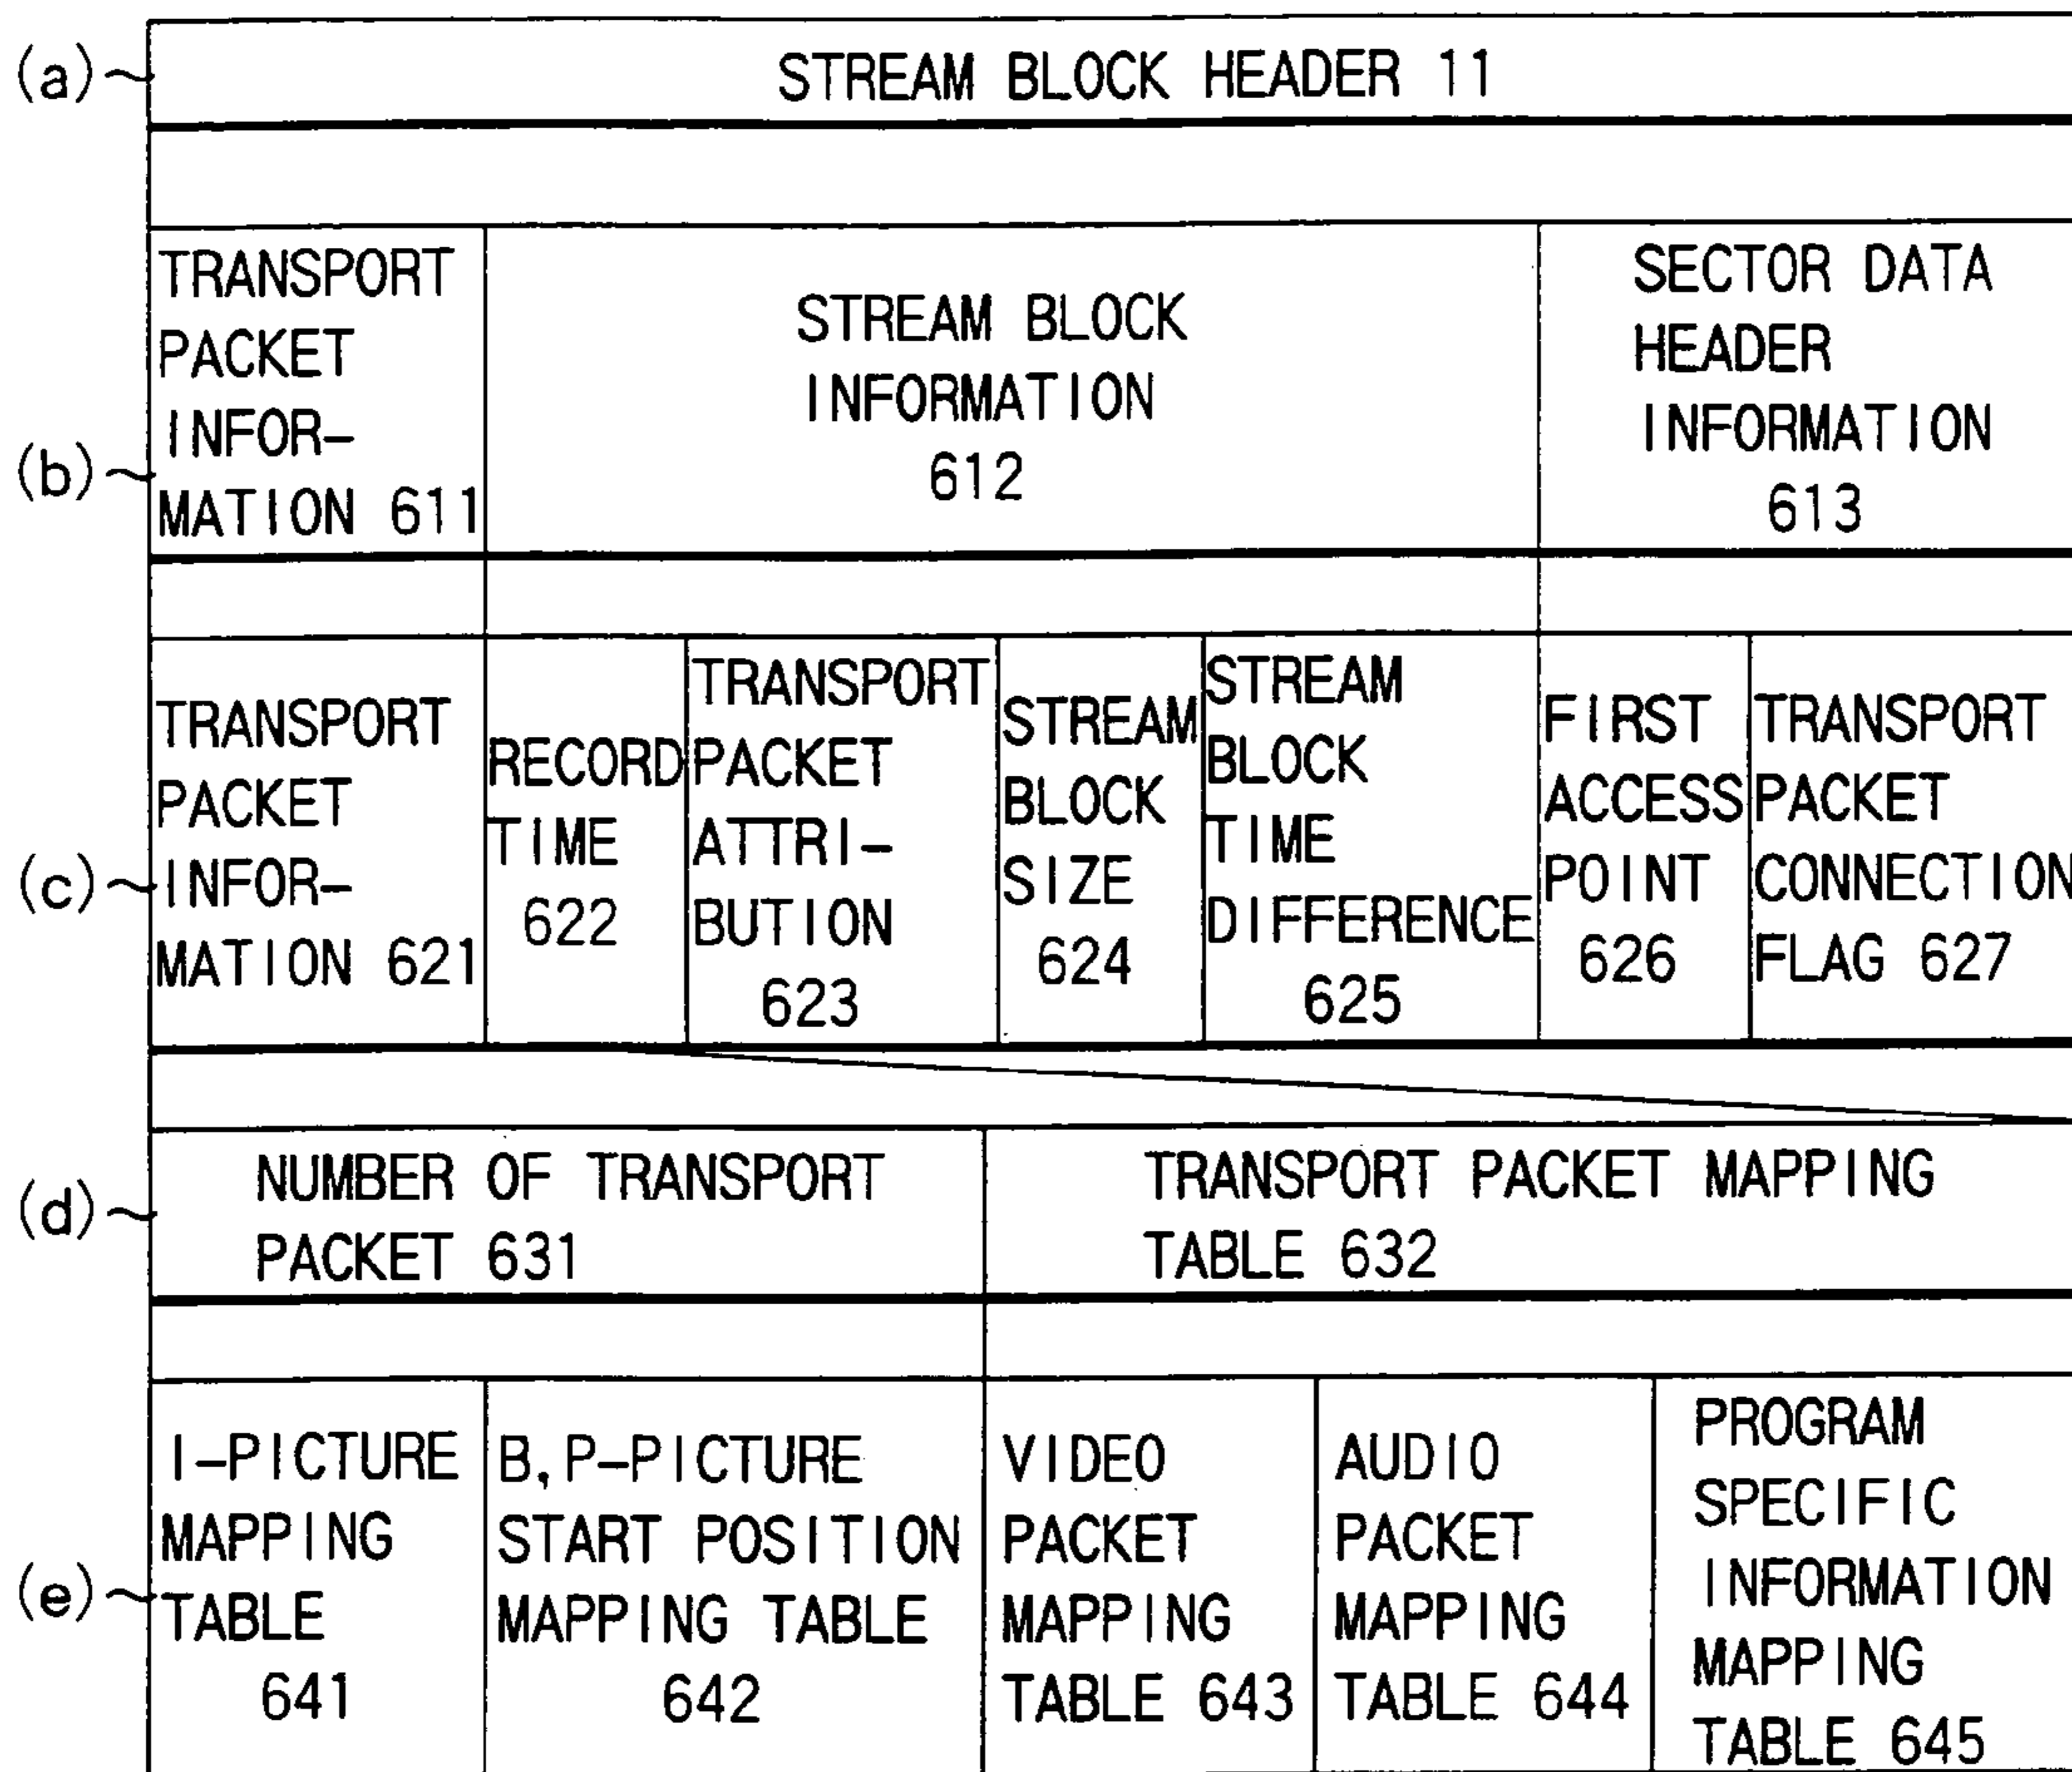 (a)
STREAM BLOCK HEADER 11
(b)
TRANSPORT
PACKET
INFOR-
MATION 611
STREAM BLOCK
INFORMATION
612
SECTOR DATA
HEADER
INFORMATION
613
(c)
TRANSPORT
PACKET
INFOR-
MATION 621
RECORD
TIME
622
TRANSPORT
PACKET
ATTRI-
BUTION
623
STREAM
BLOCK
SIZE
624
STREAM
BLOCK
TIME
DIFFERENCE
625
FIRST
ACCESS
POINT
626
TRANSPORT
PACKET
CONNECTION
FLAG 627
(d)
NUMBER OF TRANSPORT
PACKET 631
TRANSPORT PACKET MAPPING
TABLE 632
(e)
I-PICTURE
MAPPING
TABLE
641
B,P-PICTURE
START POSITION
MAPPING TABLE
642
VIDEO
PACKET
MAPPING
TABLE 643
AUDIO
PACKET
MAPPING
TABLE 644
PROGRAM
SPECIFIC
INFORMATION
MAPPING
TABLE 645